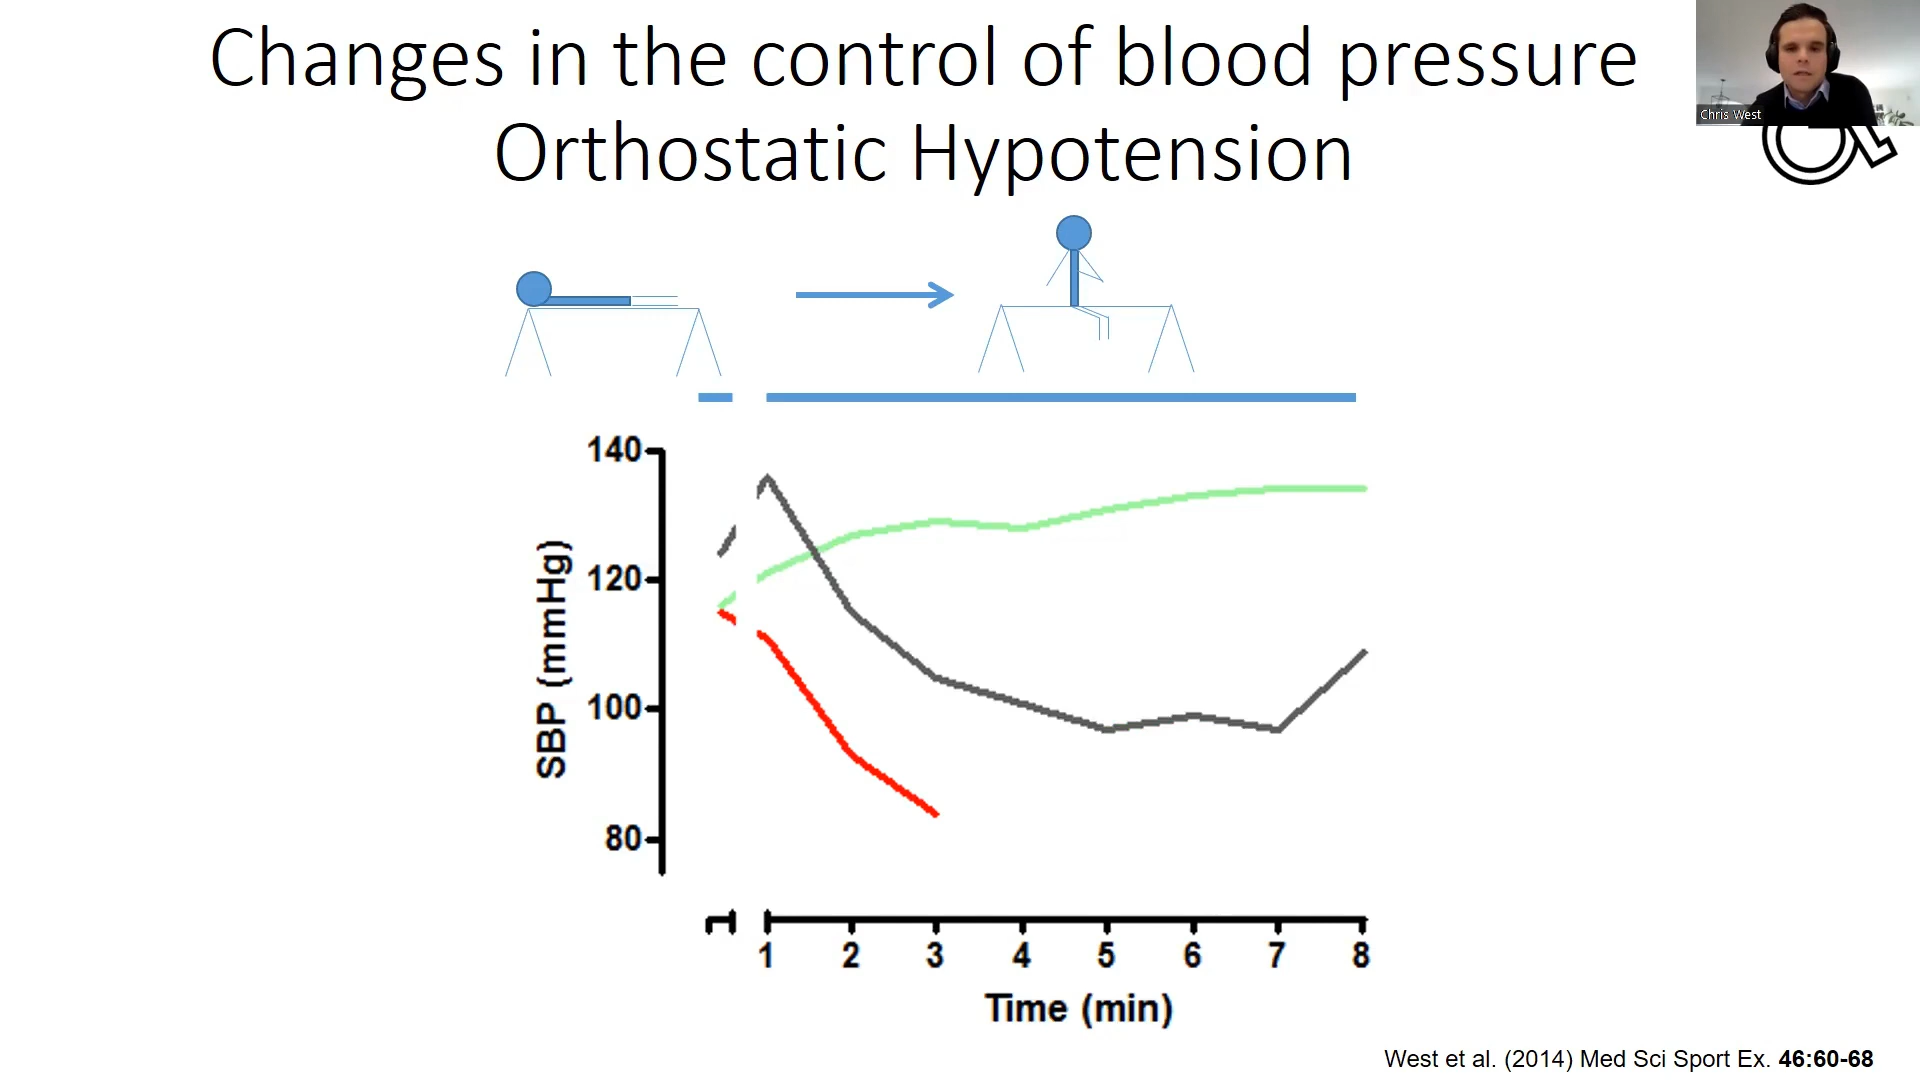 Changes in the control of blood pressure
Orthostatic Hypotension
Chris West
140
120
100
80
SBP (mmHg)
1 2 3 4 5 6 7 8
Time (min)
West et al. (2014) Med Sci Sport Ex. 46:60-68